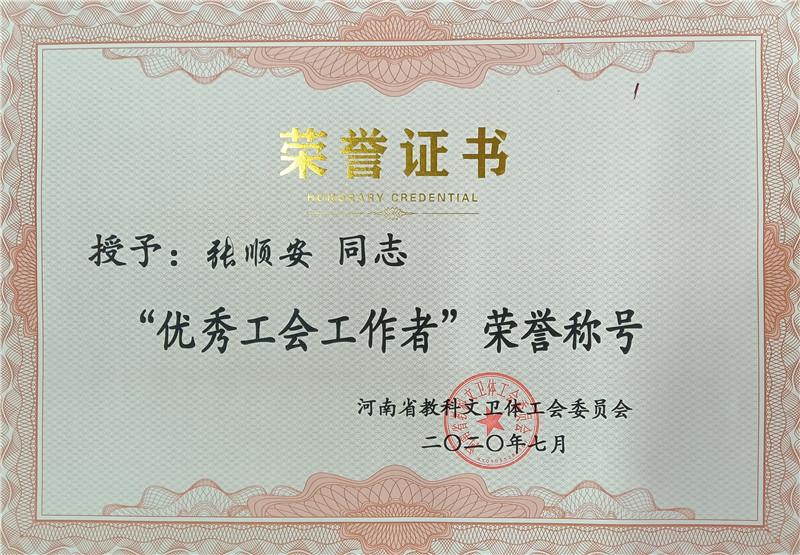 荣誉证书
HONORARY CREDENTIAL
授予：张顺安 同志
“优秀工会工作者”荣誉称号
河南省教科文卫体工会委员会
二〇二〇年七月